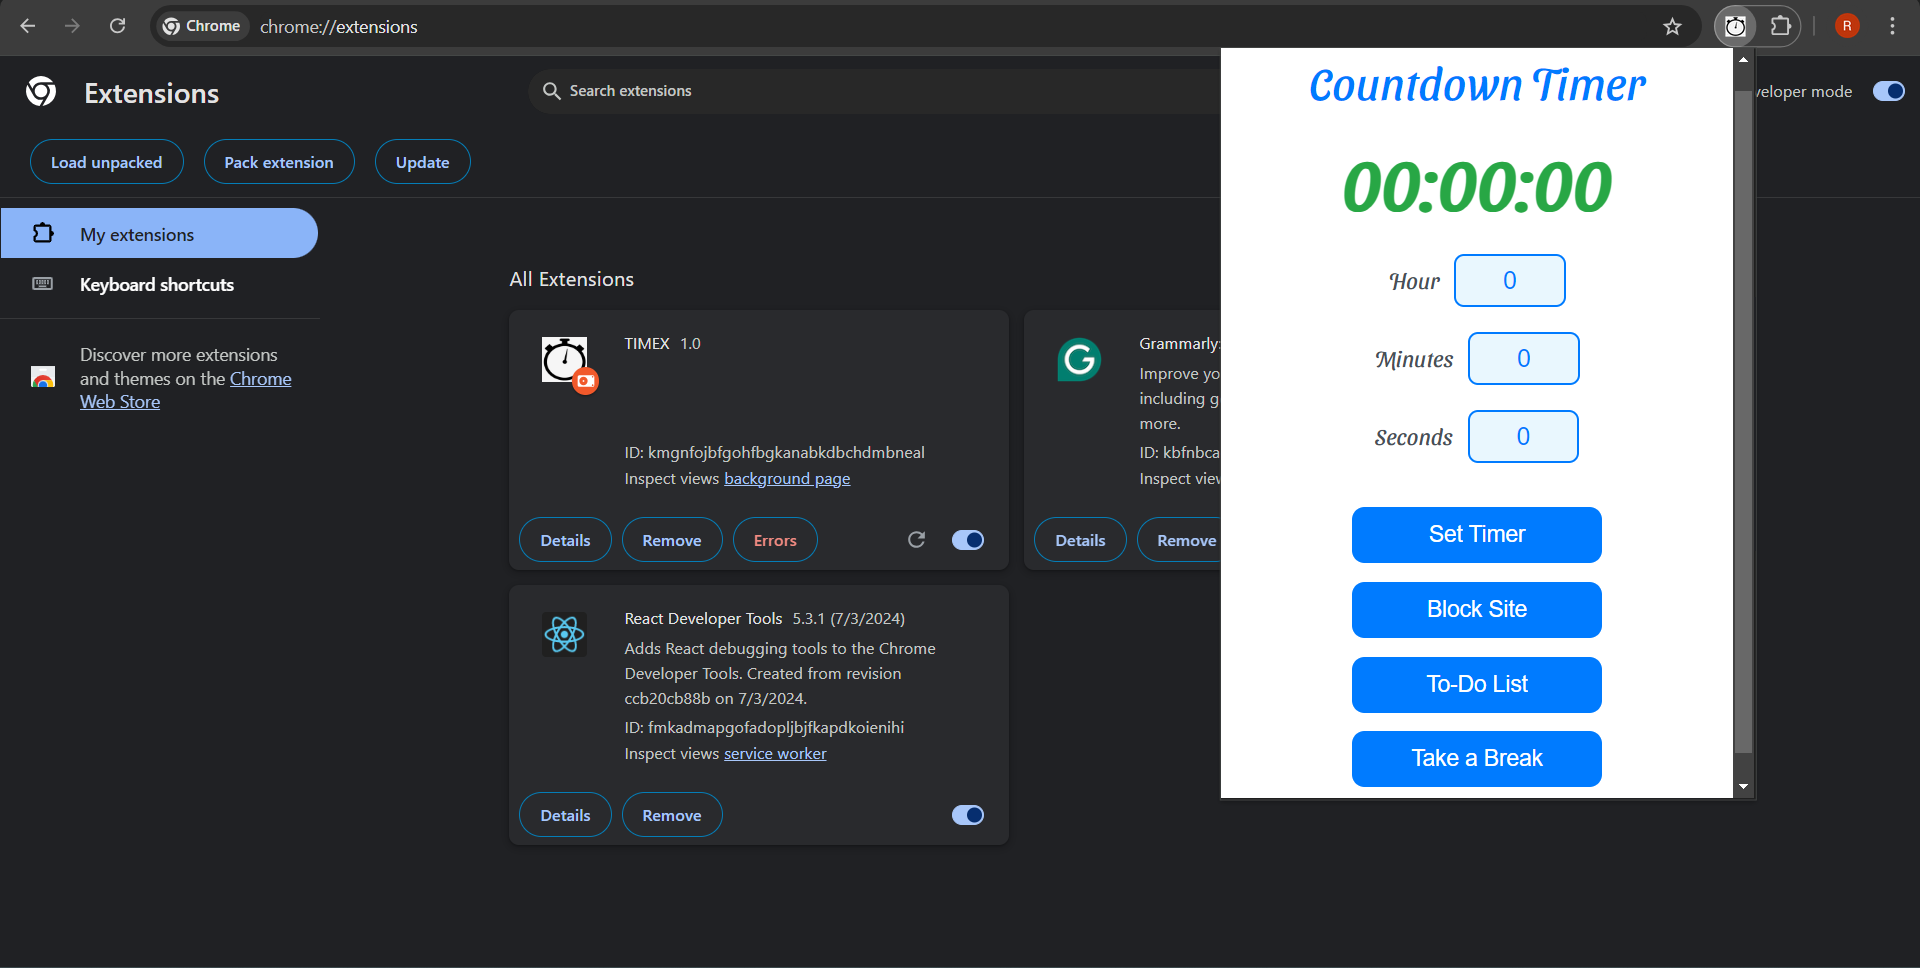 Chrome chrome://extensions
R
Extensions
Search extensions
veloper mode
Load unpacked Pack extension Update
My extensions
Keyboard shortcuts
Discover more extensions
and themes on the Chrome
Web Store
All Extensions
TIMEX 1.0
ID: kmgnfojbfgohfbgkanabkdbchdmbneal
Inspect views background page
Details Remove Errors
Grammarly:
Improve yo
including g
more.
ID: kbfnbca
Inspect view
Details Remove
React Developer Tools 5.3.1 (7/3/2024)
Adds React debugging tools to the Chrome
Developer Tools. Created from revision
ccb20cb88b on 7/3/2024.
ID: fmkadmapgofadopljbjfkapdkoienihi
Inspect views service worker
Details Remove
Countdown Timer
00:00:00
Hour 0
Minutes 0
Seconds 0
Set Timer
Block Site
To-Do List
Take a Break